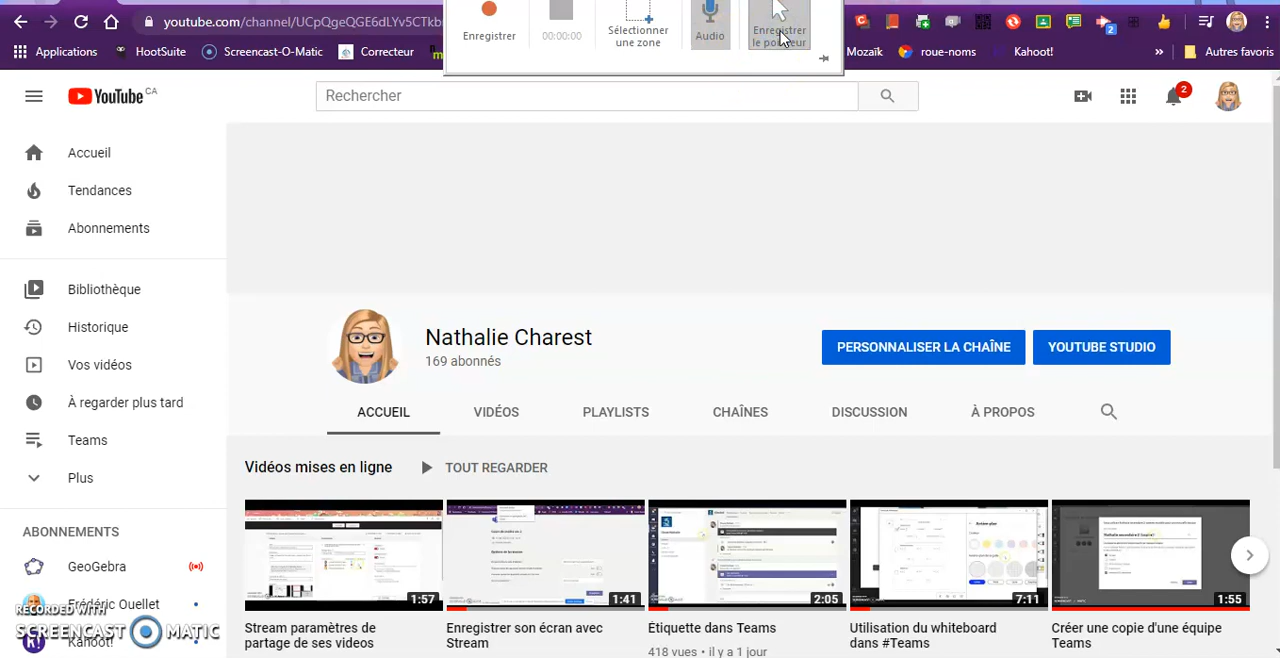 youtube.com/channel/UCpQgeQGE6dLYv5CTkb
Enregistrer
00:00:00
Sélectionner
une zone
Audio
Enregistrer
2
Applications
HootSuite
Screencast-O-Matic
Correcteur
Mozaïk
roue-noms
Kahoot!
»
Autres favoris
YouTube CA
Rechercher
2
Accueil
Tendances
Abonnements
Bibliothèque
Historique
Vos vidéos
À regarder plus tard
Teams
Plus
ABONNEMENTS
GeoGebra
Frédéric Ouellet
Kahoot!
RECORDED WITH
SCREENCAST MATIC
Nathalie Charest
169 abonnés
PERSONNALISER LA CHAÎNE
YOUTUBE STUDIO
ACCUEIL
VIDÉOS
PLAYLISTS
CHAÎNES
DISCUSSION
À PROPOS
Vidéos mises en ligne
TOUT REGARDER
1:57
1:41
2:05
7:11
1:55
Stream paramètres de
partage de ses videos
Enregistrer son écran avec
Stream
Étiquette dans Teams
418 vues • il y a 1 jour
Utilisation du whiteboard
dans #Teams
Créer une copie d'une équipe
Teams